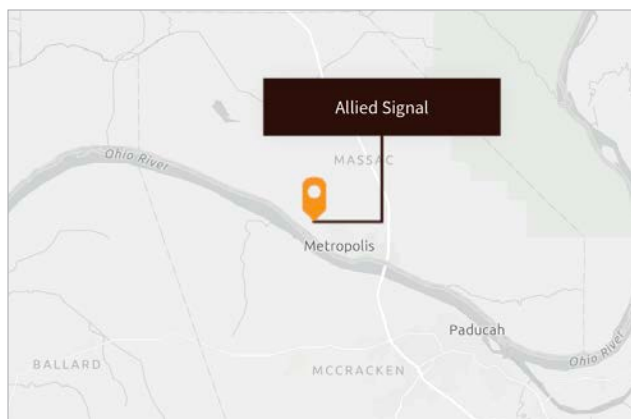 Allied Signal
Ohio River
MASSAC
Metropolis
Paducah
Ohio River
BALLARD
MCCRACKEN